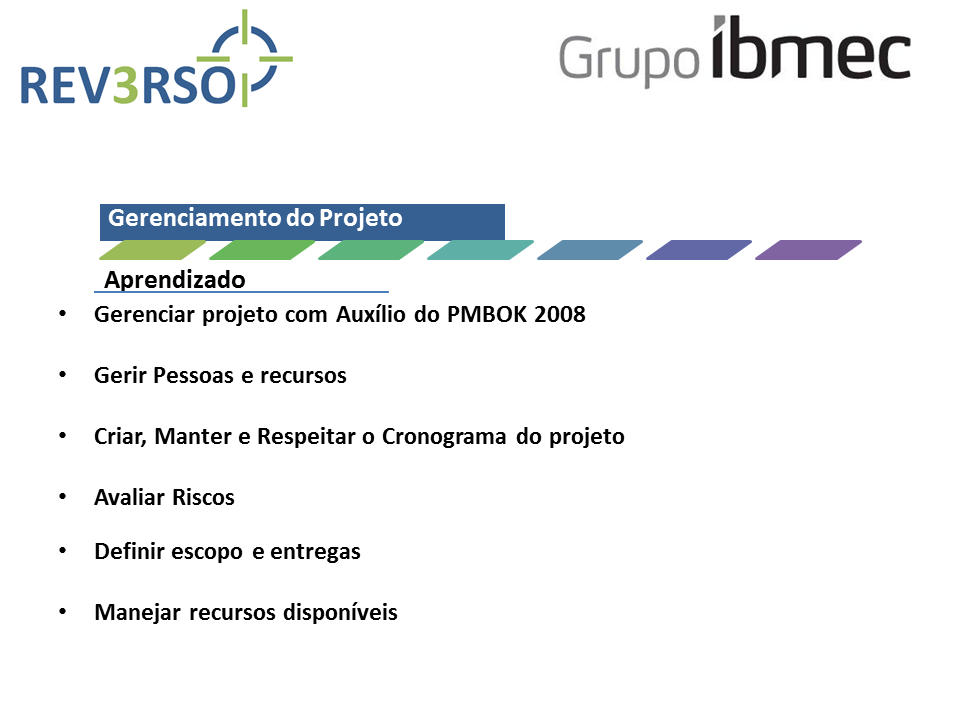 REV3RSO
Grupo ibmec
Gerenciamento do Projeto
Aprendizado
• Gerenciar projeto com Auxílio do PMBOK 2008
• Gerir Pessoas e recursos
• Criar, Manter e Respeitar o Cronograma do projeto
• Avaliar Riscos
• Definir escopo e entregas
• Manejar recursos disponíveis